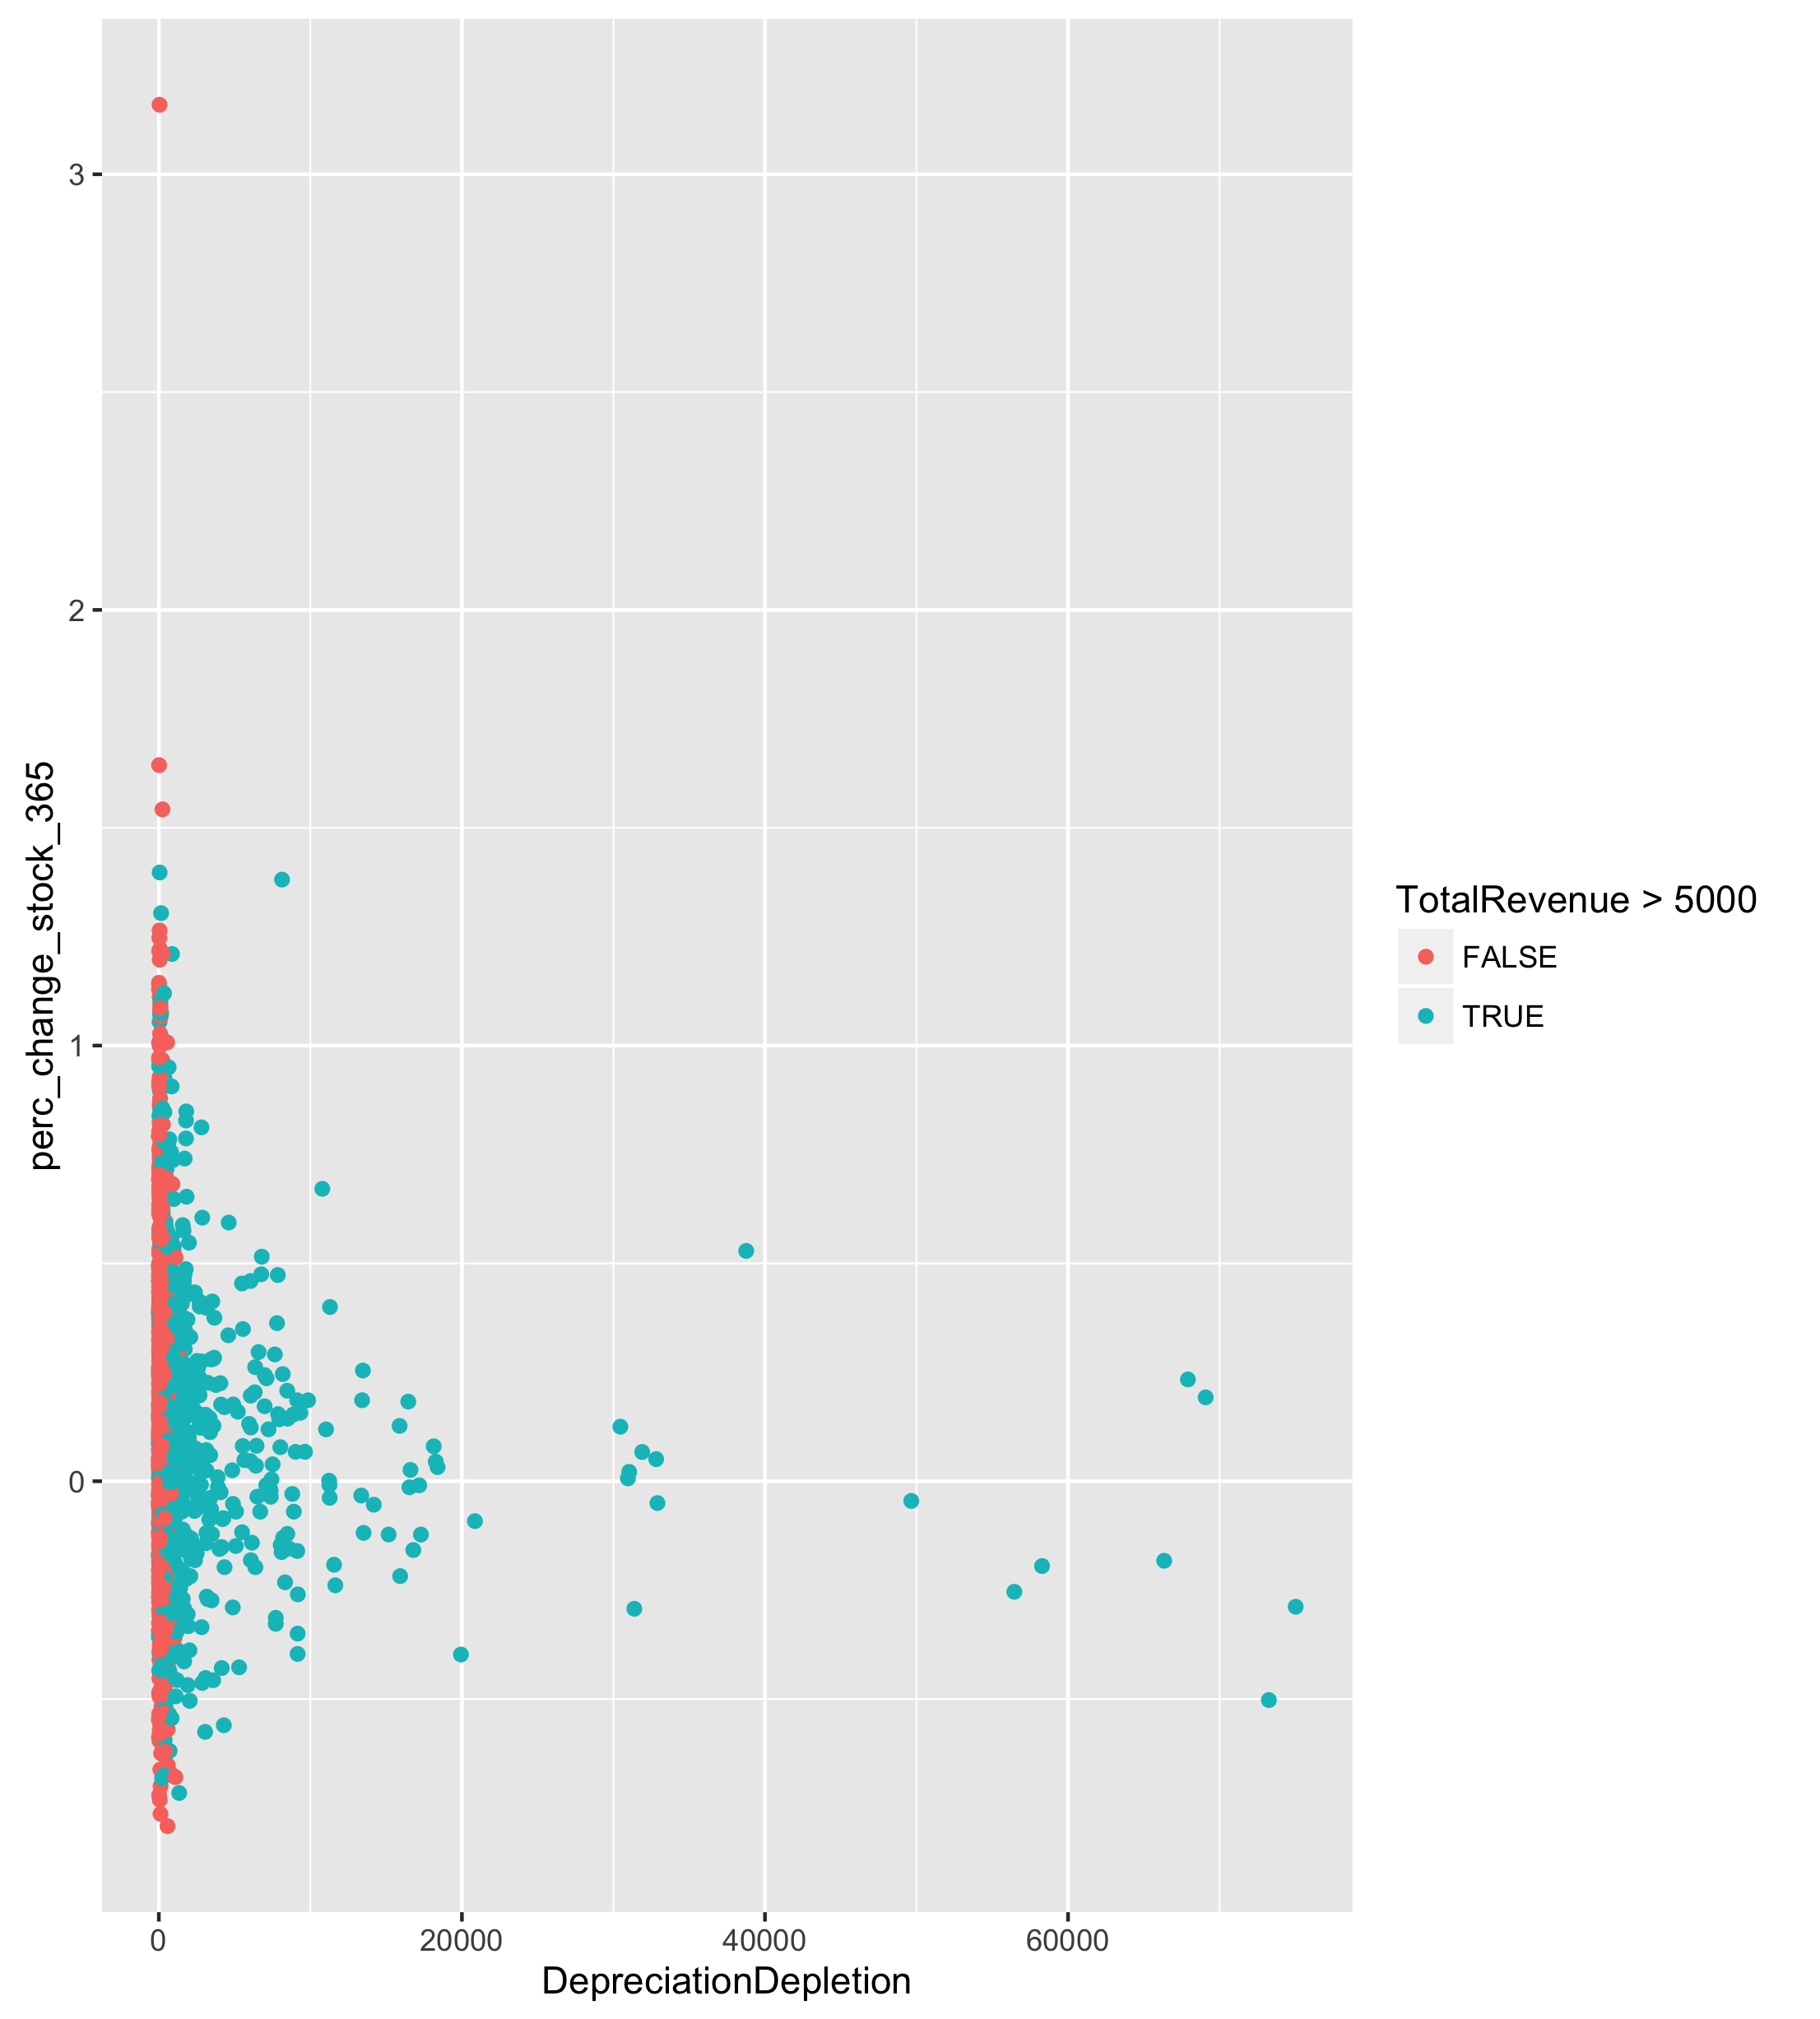 3
2
1
0
perc_change_stock_365
0 20000 40000 60000
DepreciationDepletion
TotalRevenue > 5000
FALSE
TRUE